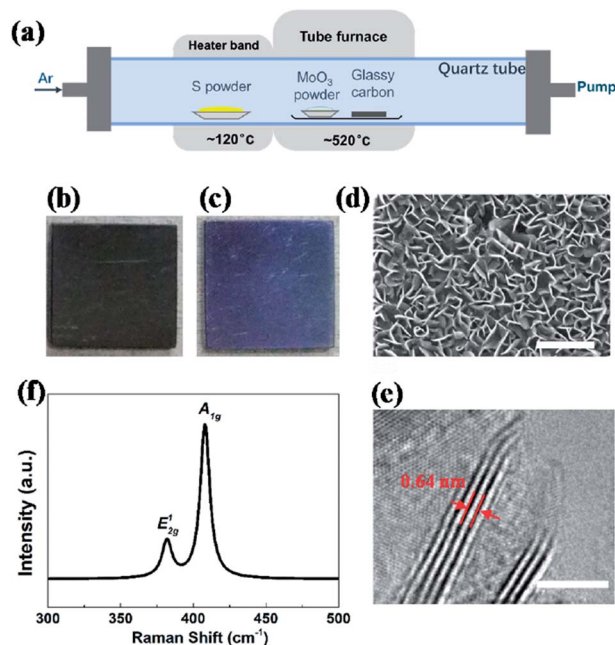 (a)
Heater band
Tube furnace
Ar
S powder
MoO₃
powder
Glassy
carbon
Quartz tube
Pump
~120°c
~520°c
(b)
(c)
(d)
(f)
A1g
E¹2g
Intensity (a.u.)
300
350
400
450
500
Raman Shift (cm⁻¹)
0.64 nm
(e)